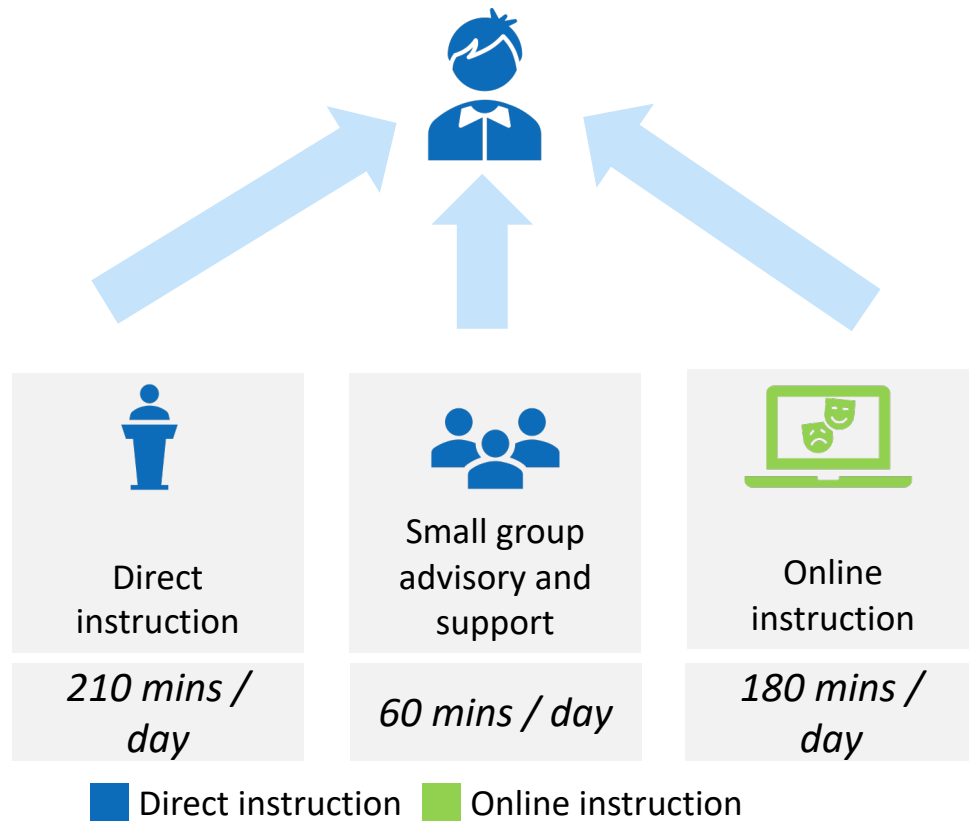 Direct
instruction
Small group
advisory and
support
Online
instruction
210 mins /
day
60 mins / day
180 mins /
day
Direct instruction
Online instruction